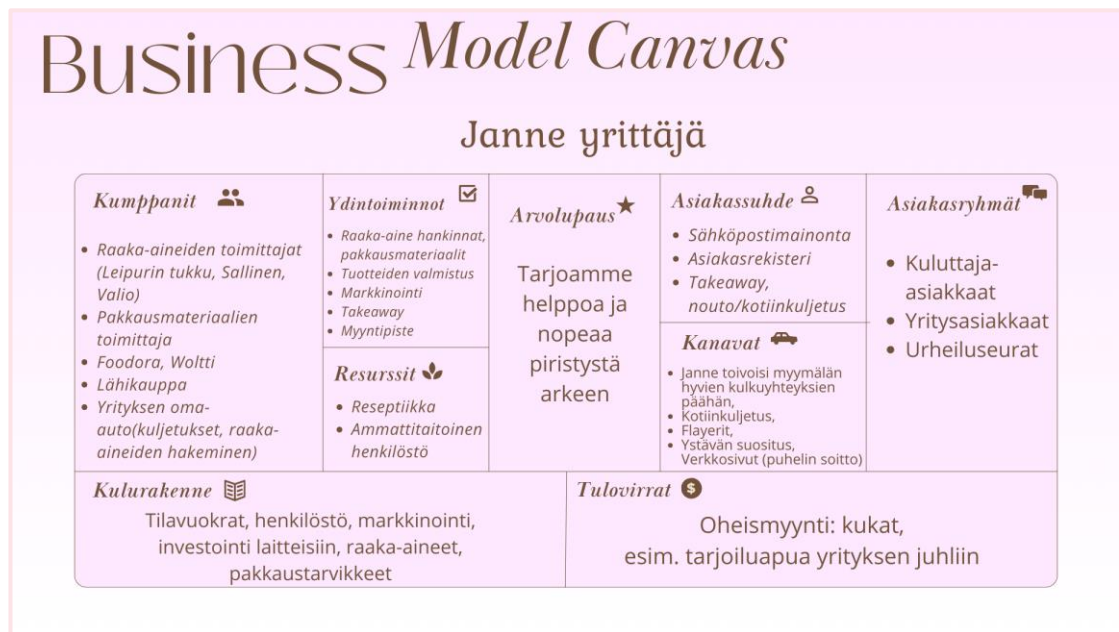 Business Model Canvas
Janne yrittäjä
Kumppanit
• Raaka-aineiden toimittajat
(Leipurin tukku, Sallinen,
Valio)
• Pakkausmateriaalien
toimittaja
• Foodora, Woltti
• Lähikauppa
• Yrityksen oma-
auto(kuljetukset, raaka-
aineiden hakeminen)
Ydintoiminnot
• Raaka-aine hankinnat,
pakkausmateriaalit
• Tuotteiden valmistus
• Markkinointi
• Takeaway
• Myyntipiste
Resurssit
• Reseptiikka
• Ammattitaitoinen
henkilöstö
Arvolupaus
Tarjoamme
helppoa ja
nopeaa
piristystä
arkeen
Asiakassuhde
• Sähköpostimainonta
• Asiakasrekisteri
• Takeaway,
nouto/kotiinkuljetus
Kanavat
• Janne toivoisi myymälän
hyvien kulkuyhteyksien
päähän,
• Kotiinkuljetus,
• Flayerit,
• Ystävän suositus,
Verkkosivut (puhelin soitto)
Asiakasryhmät
• Kuluttaja-
asiakkaat
• Yritysasiakkaat
• Urheiluseurat
Kulurakenne
Tilavuokrat, henkilöstö, markkinointi,
investointi laitteisiin, raaka-aineet,
pakkaustarvikkeet
Tulovirrat
$
Oheismyynti: kukat,
esim. tarjoiluapua yrityksen juhliin